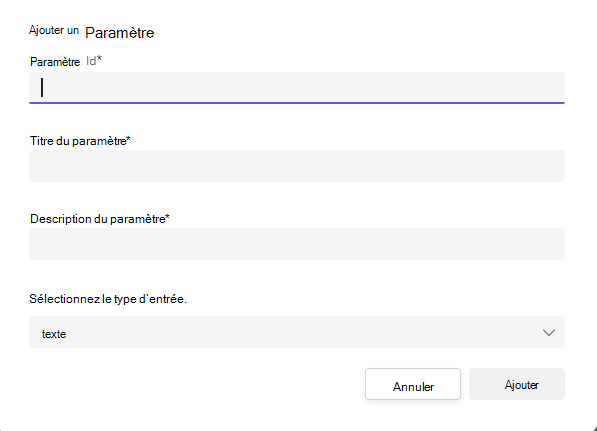 Ajouter un Paramètre
Paramètre Id*
Titre du paramètre*
Description du paramètre*
Sélectionnez le type d'entrée.
texte
Annuler Ajouter